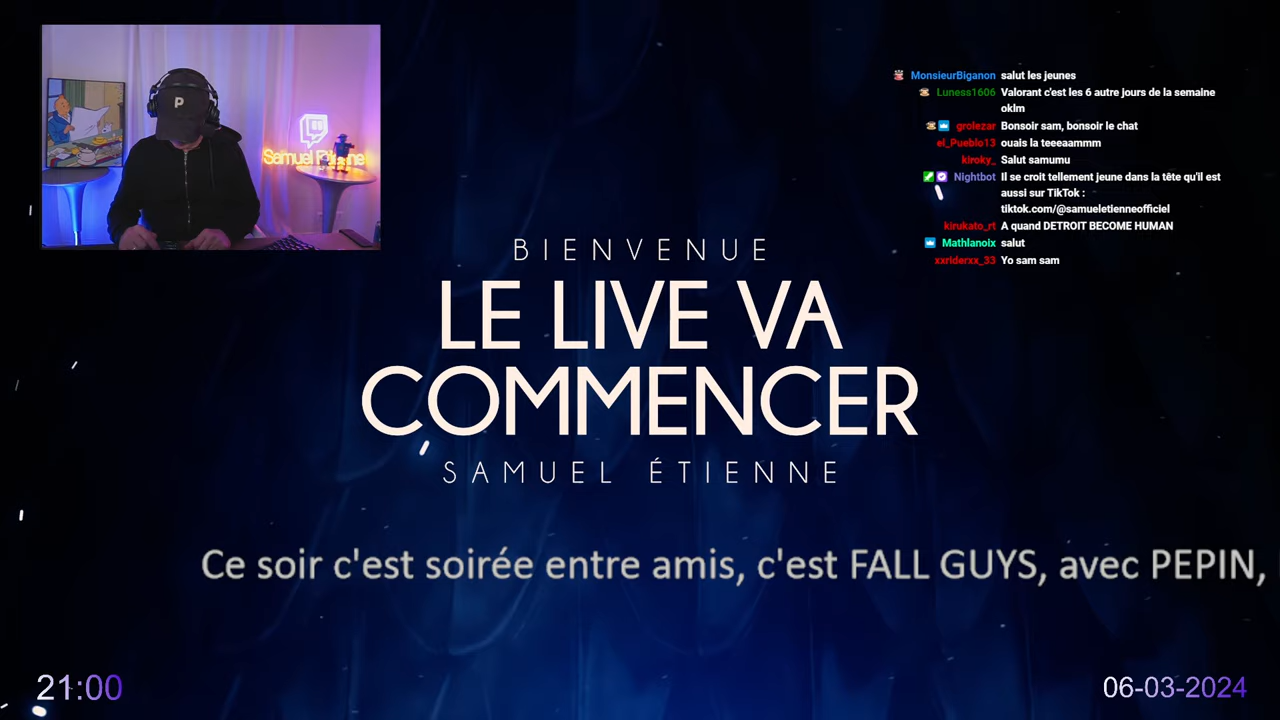 P
Samuel Etienne
MonsieurBiganon salut les jeunes
Luness1606 Valorant c'est les 6 autre jours de la semaine
oklm
grolezar Bonsoir sam, bonsoir le chat
el_Pueblo13 ouais la teeeaammm
kiroky_ Salut samumu
Nightbot Il se croit tellement jeune dans la tête qu'il est
aussi sur TikTok :
tiktok.com/@samueletienneofficiel
kirukato_rt A quand DETROIT BECOME HUMAN
Mathlanoix salut
xxriderxx_33 Yo sam sam
BIENVENUE
LE LIVE VA
COMMENCER
SAMUEL ÉTIENNE
Ce soir c'est soirée entre amis, c'est FALL GUYS, avec PEPIN,
21:00
06-03-2024